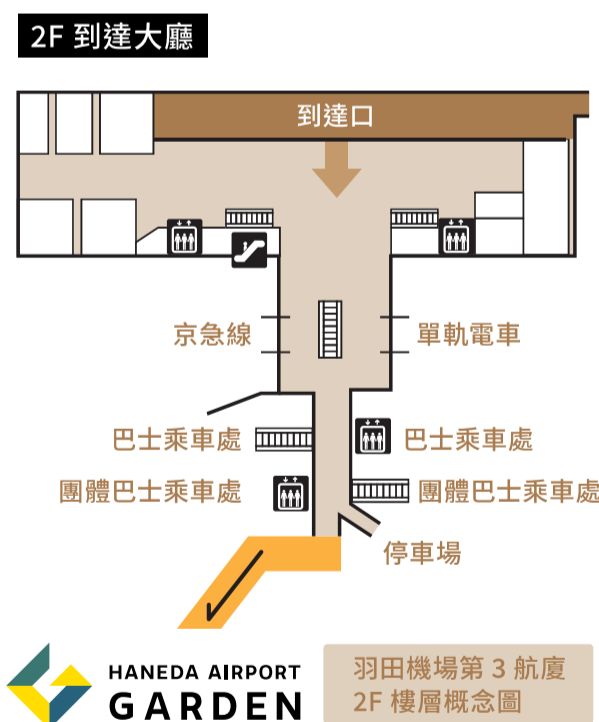 2F 到達大廳
到達口
京急線
單軌電車
巴士乘車處
巴士乘車處
團體巴士乘車處
團體巴士乘車處
停車場
HANEDA AIRPORT
GARDEN
羽田機場第 3 航廈
2F 樓層概念圖